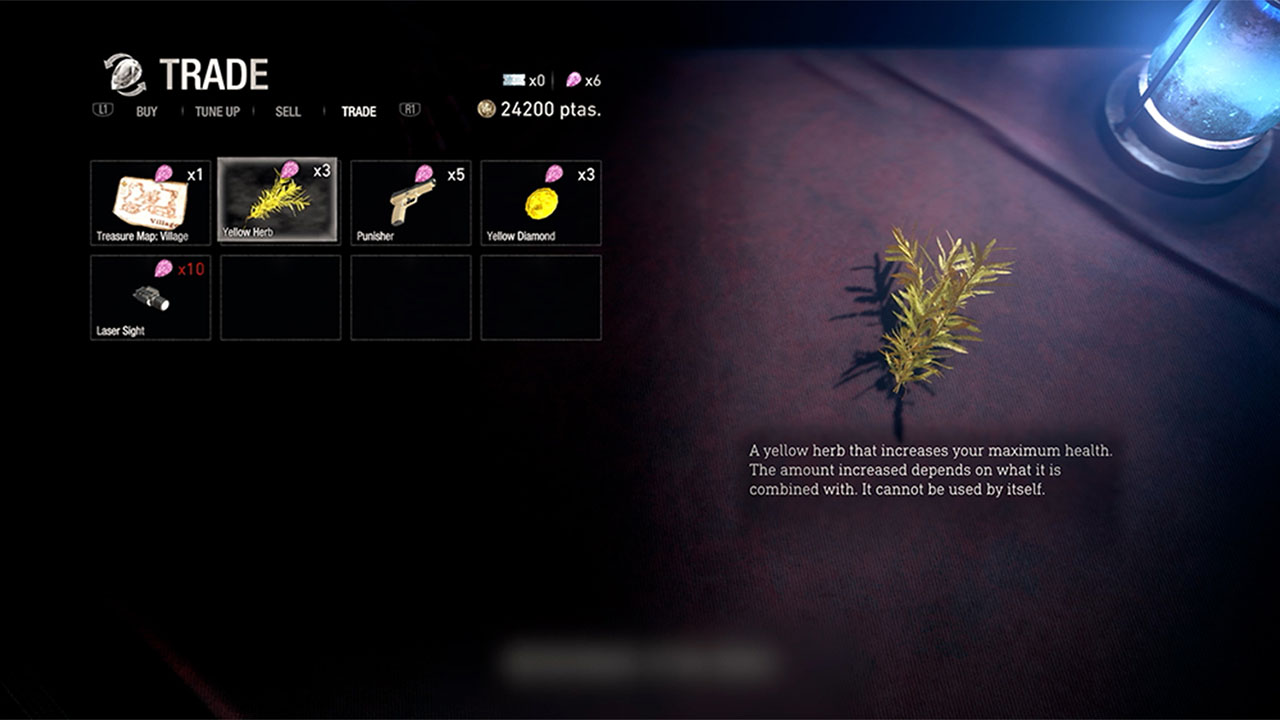 TRADE
x0 x6
L1 BUY TUNE UP SELL TRADE R1
24200 ptas.
x1 x3 x5 x3
Village
Treasure Map: Village Yellow Herb Punisher Yellow Diamond
x10
Laser Sight
A yellow herb that increases your maximum health.
The amount increased depends on what it is
combined with. It cannot be used by itself.